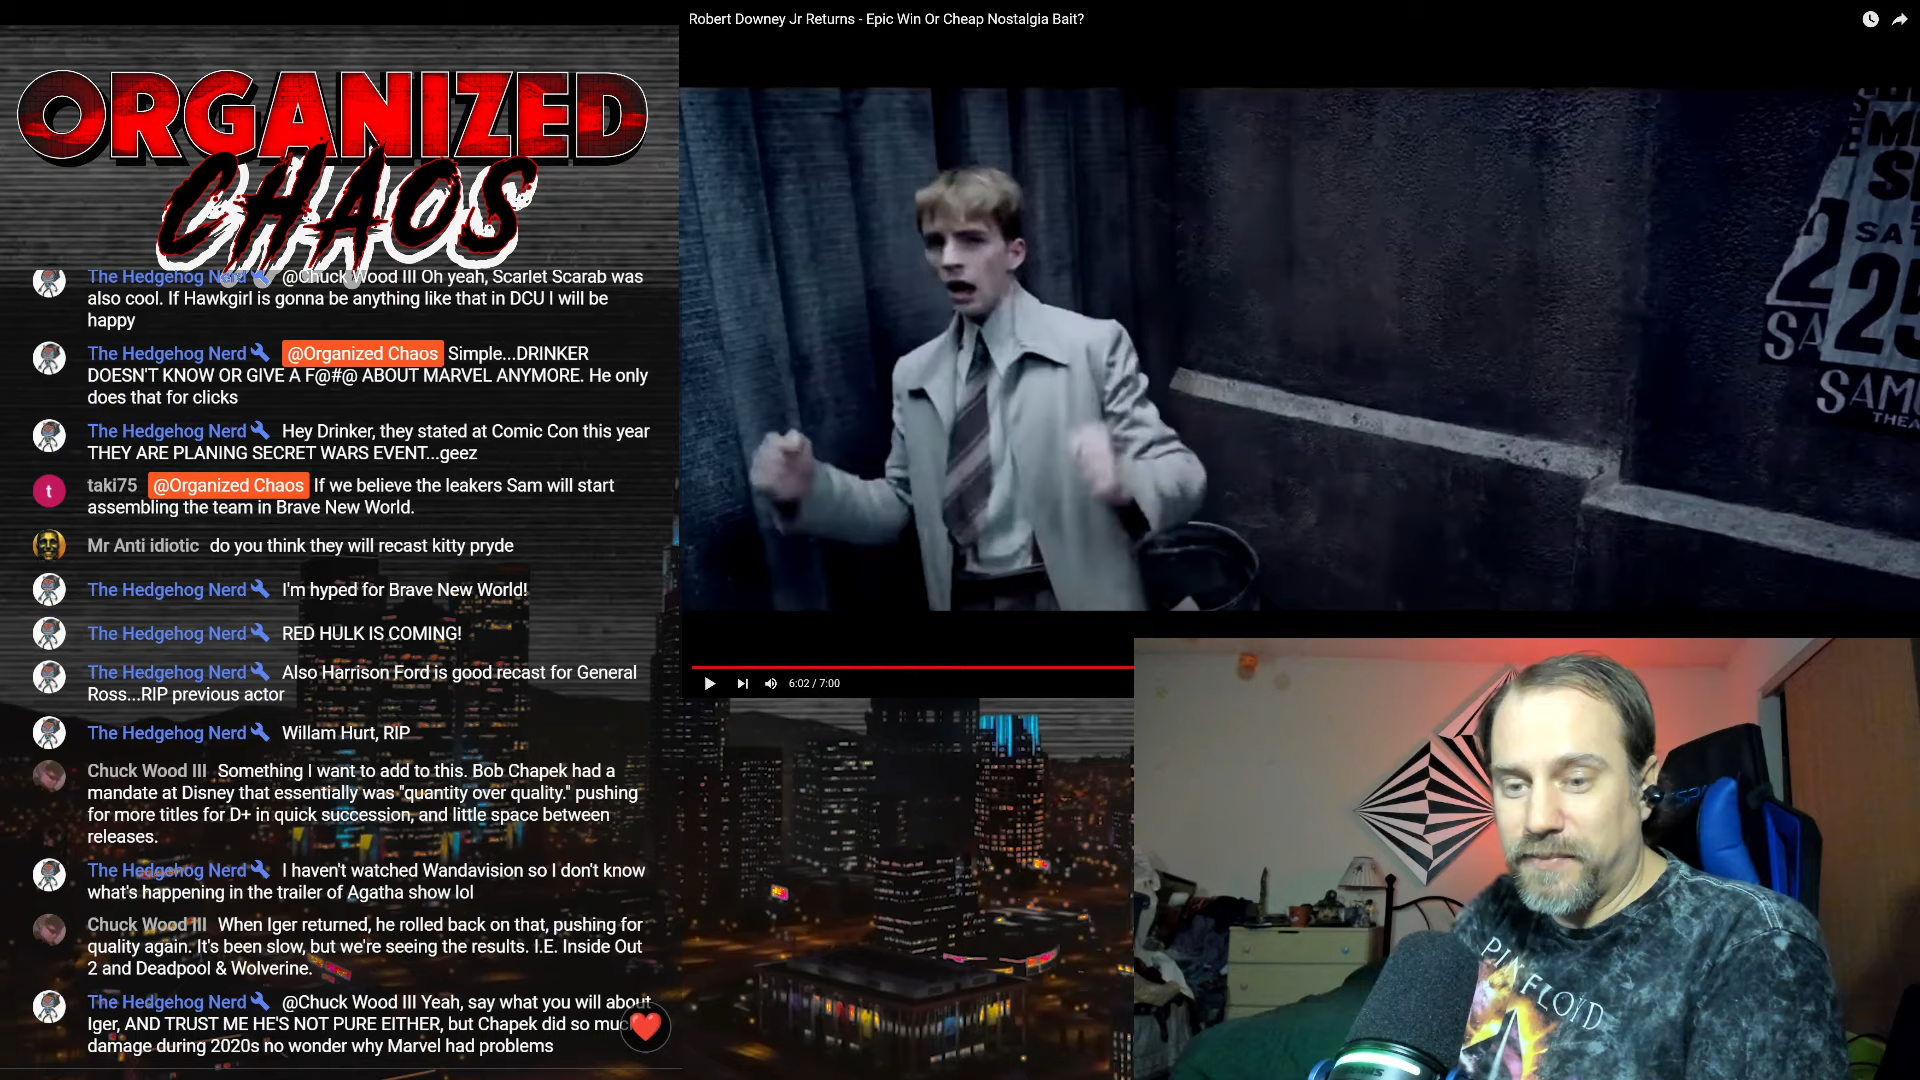 ORGANIZED
CHAOS
The Hedgehog Nerd @Chuck Wood III Oh yeah, Scarlet Scarab was
also cool. If Hawkgirl is gonna be anything like that in DCU I will be
happy
The Hedgehog Nerd @Organized Chaos Simple...DRINKER
DOESN'T KNOW OR GIVE A F@#@ ABOUT MARVEL ANYMORE. He only
does that for clicks
The Hedgehog Nerd Hey Drinker, they stated at Comic Con this year
THEY ARE PLANING SECRET WARS EVENT...geez
t
taki75 @Organized Chaos If we believe the leakers Sam will start
assembling the team in Brave New World.
Mr Anti idiotic do you think they will recast kitty pryde
The Hedgehog Nerd I'm hyped for Brave New World!
The Hedgehog Nerd RED HULK IS COMING!
The Hedgehog Nerd Also Harrison Ford is good recast for General
Ross...RIP previous actor
The Hedgehog Nerd Willam Hurt, RIP
Chuck Wood III Something I want to add to this. Bob Chapek had a
mandate at Disney that essentially was "quantity over quality." pushing
for more titles for D+ in quick succession, and little space between
releases.
The Hedgehog Nerd I haven't watched Wandavision so I don't know
what's happening in the trailer of Agatha show lol
Chuck Wood III When Iger returned, he rolled back on that, pushing for
quality again. It's been slow, but we're seeing the results. I.E. Inside Out
2 and Deadpool & Wolverine.
The Hedgehog Nerd @Chuck Wood III Yeah, say what you will about
Iger, AND TRUST ME HE'S NOT PURE EITHER, but Chapek did so much
damage during 2020s no wonder why Marvel had problems
Robert Downey Jr Returns - Epic Win Or Cheap Nostalgia Bait?
SAT
25
6:02 / 7:00
PINK FLOYD